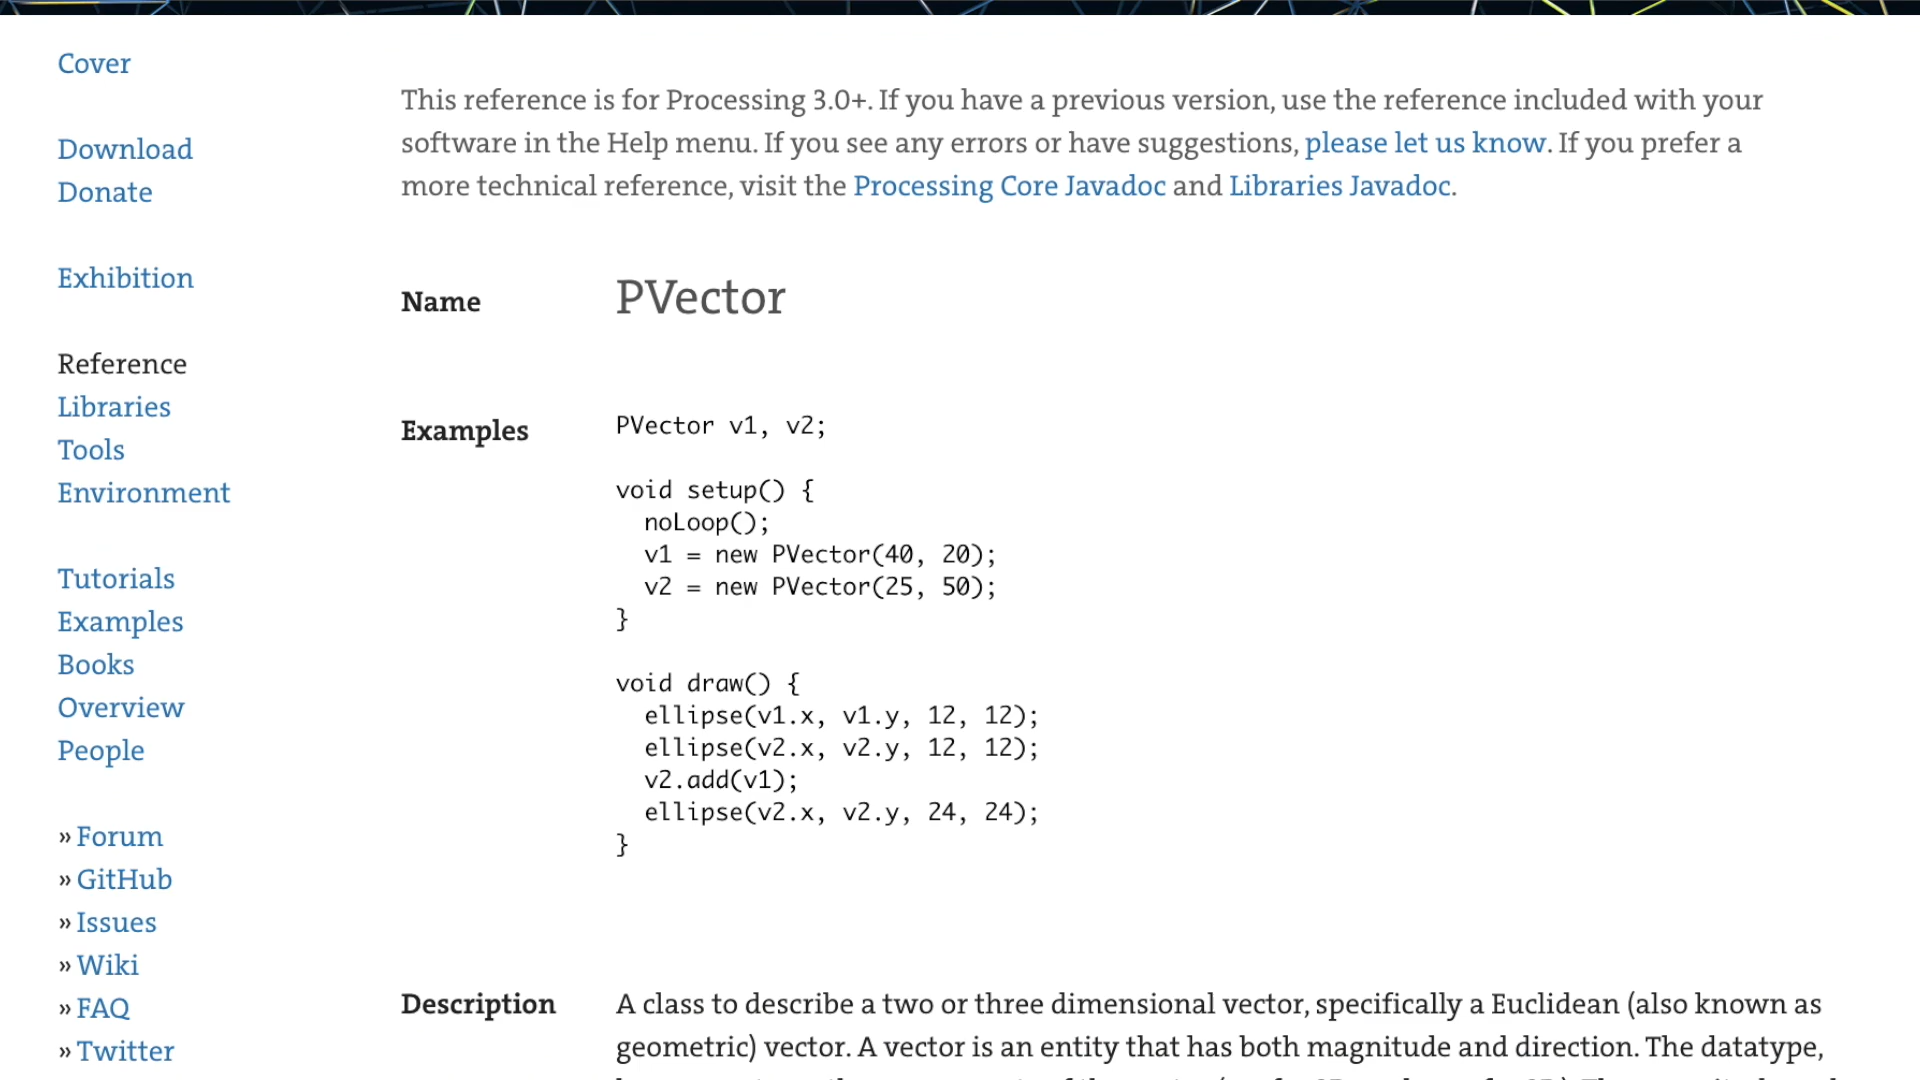 Cover
Download
Donate
Exhibition
Reference
Libraries
Tools
Environment
Tutorials
Examples
Books
Overview
People
» Forum
» GitHub
» Issues
» Wiki
» FAQ
» Twitter
This reference is for Processing 3.0+. If you have a previous version, use the reference included with your
software in the Help menu. If you see any errors or have suggestions, please let us know. If you prefer a
more technical reference, visit the Processing Core Javadoc and Libraries Javadoc.
Name PVector
Examples PVector v1, v2;
void setup() {
  noLoop();
  v1 = new PVector(40, 20);
  v2 = new PVector(25, 50);
}
void draw() {
  ellipse(v1.x, v1.y, 12, 12);
  ellipse(v2.x, v2.y, 12, 12);
  v2.add(v1);
  ellipse(v2.x, v2.y, 24, 24);
}
Description A class to describe a two or three dimensional vector, specifically a Euclidean (also known as
geometric) vector. A vector is an entity that has both magnitude and direction. The datatype,